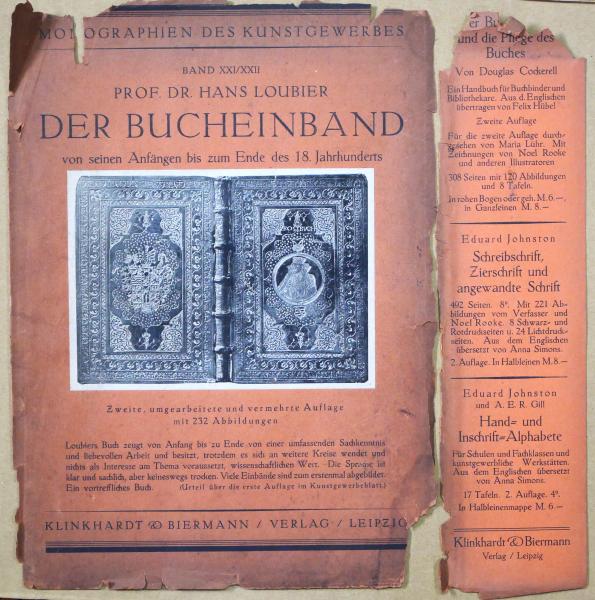 MONOGRAPHIEN DES KUNSTGEWERBES
BAND XXI/XXII
PROF. DR. HANS LOUBIER
DER BUCHEINBAND
von seinen Anfängen bis zum Ende des 18. Jahrhunderts
Zweite, umgearbeitete und vermehrte Auflage
mit 232 Abbildungen
Loubiers Buch zeugt von Anfang bis zu Ende von einer umfassenden Sachkenntnis
und liebevollen Arbeit und besitzt, trotzdem es sich an weitere Kreise wendet und
nichts als Interesse am Thema voraussetzt, wissenschaftlichen Wert. Die Sprache ist
klar und sachlich, aber keineswegs trocken. Viele Einbände sind zum erstenmal abgebildet.
Ein vortreffliches Buch. (Urteil über die erste Auflage im Kunstgewerbeblatt.)
KLINKHARDT & BIERMANN / VERLAG / LEIPZIG
und die Pflege des
Buches
Von Douglas Cockerell
Ein Handbuch für Buchbinder und
Bibliothekare. Aus d. Englischen
übertragen von Felix Hübel
Zweite Auflage
Für die zweite Auflage durch-
gesehen von Maria Lühr. Mit
Zeichnungen von Noel Rooke
und anderen Illustratoren
308 Seiten mit 120 Abbildungen
und 8 Tafeln.
In rohen Bogen oder geh. M. 6.—,
in Ganzleinen M. 8.—
Eduard Johnston
Schreibschrift,
Zierschrift und
angewandte Schrift
492 Seiten. 8°. Mit 221 Ab-
bildungen vom Verfasser und
Noel Rooke. 8 Schwarz- und
Rotdruckseiten u. 24 Lichtdruck-
seiten. Aus dem Englischen
übersetzt von Anna Simons.
2. Auflage. In Halbleinen M. 8.—
Eduard Johnston
und A. E. R. Gill
Hand- und
Inschrift-Alphabete
Für Schulen und Fachklassen und
kunstgewerbliche Werkstätten.
Aus dem Englischen übersetzt
von Anna Simons.
17 Tafeln. 2. Auflage. 4°.
In Halbleinenmappe M. 6.—
Klinkhardt & Biermann
Verlag / Leipzig